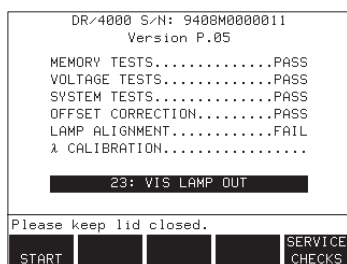 DR/4000 S/N: 9408M0000011
Version P.05
MEMORY TESTS..............PASS
VOLTAGE TESTS.............PASS
SYSTEM TESTS..............PASS
OFFSET CORRECTION.........PASS
LAMP ALIGNMENT............FAIL
λ CALIBRATION.................
23: VIS LAMP OUT
Please keep lid closed.
START
SERVICE CHECKS